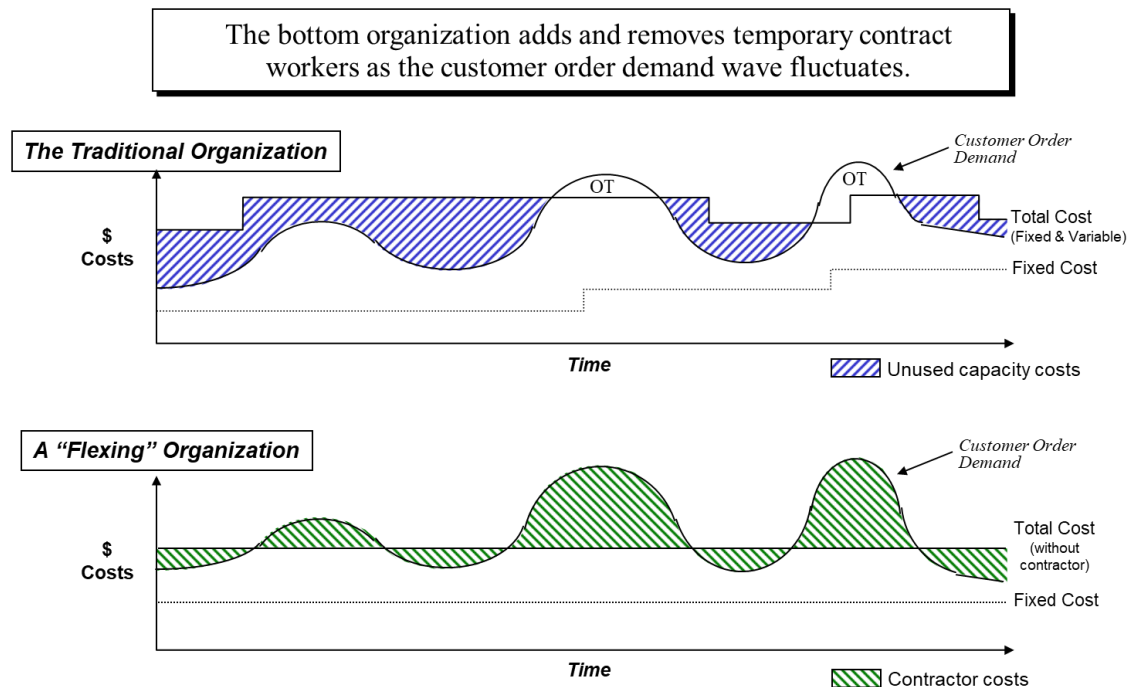 The bottom organization adds and removes temporary contract
workers as the customer order demand wave fluctuates.
The Traditional Organization
Customer Order
Demand
OT
OT
$
Costs
Total Cost
(Fixed & Variable)
Fixed Cost
Time
Unused capacity costs
A “Flexing” Organization
Customer Order
Demand
$
Costs
Total Cost
(without
contractor)
Fixed Cost
Time
Contractor costs